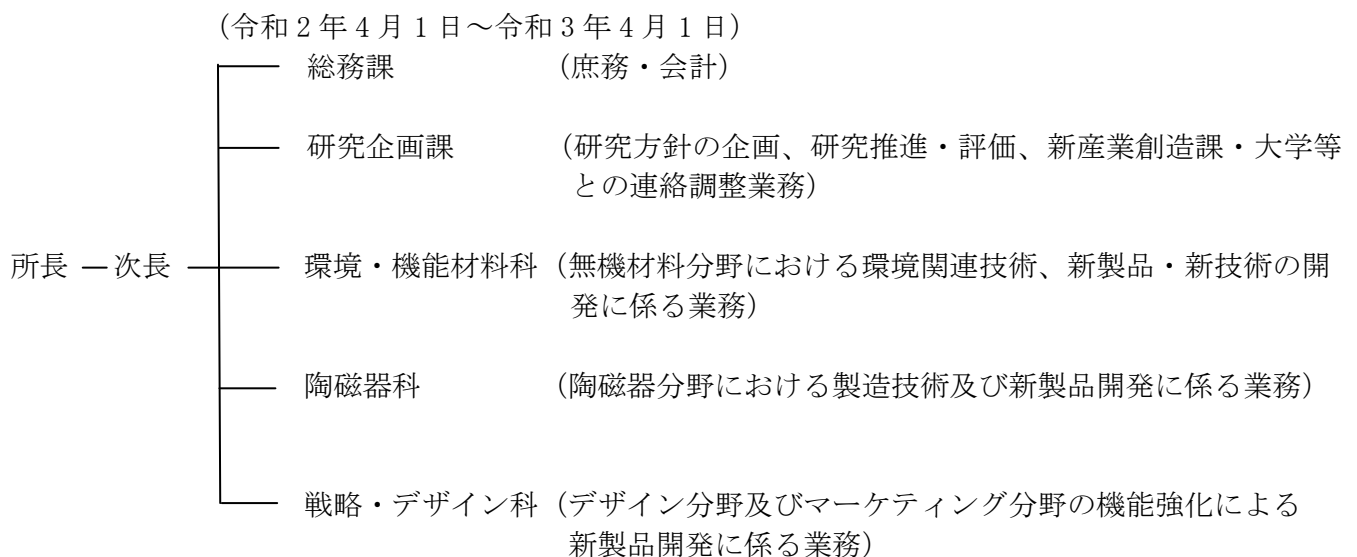 (令和2年4月1日～令和3年4月1日)
総務課 (庶務・会計)
研究企画課 (研究方針の企画、研究推進・評価、新産業創造課・大学等
との連絡調整業務)
所長 ー 次長 環境・機能材料科 (無機材料分野における環境関連技術、新製品・新技術の開
発に係る業務)
陶磁器科 (陶磁器分野における製造技術及び新製品開発に係る業務)
戦略・デザイン科 (デザイン分野及びマーケティング分野の機能強化による
新製品開発に係る業務)